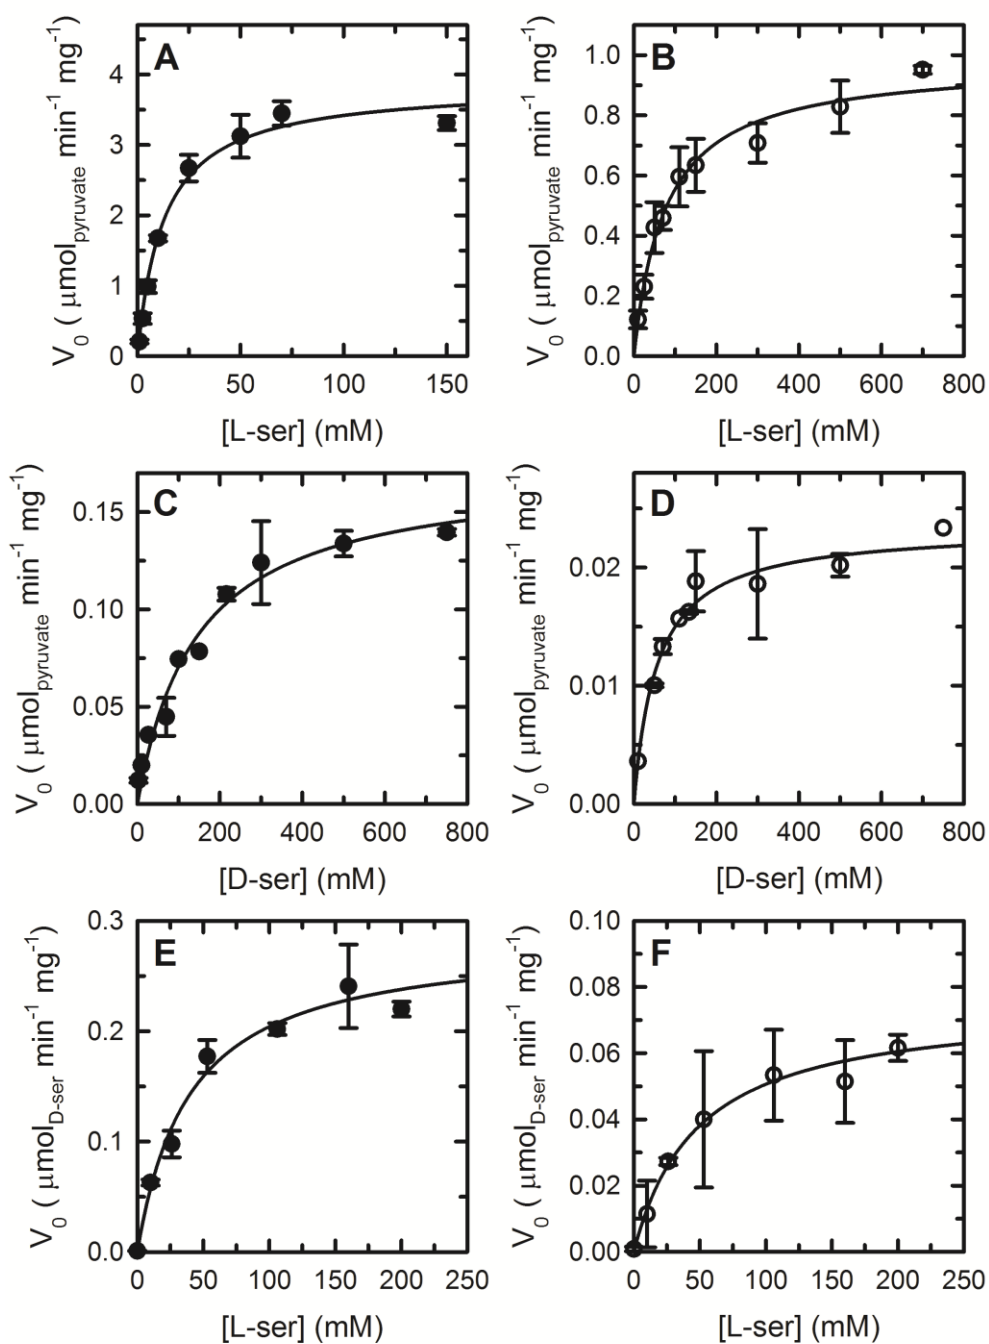 A
V₀ ( μmol_pyruvate min⁻¹ mg⁻¹)
4
3
2
1
0
0 50 100 150
[L-ser] (mM)
B
V₀ ( μmol_pyruvate min⁻¹ mg⁻¹)
1.0
0.8
0.6
0.4
0.2
0.0
0 200 400 600 800
[L-ser] (mM)
C
V₀ ( μmol_pyruvate min⁻¹ mg⁻¹)
0.15
0.10
0.05
0.00
0 200 400 600 800
[D-ser] (mM)
D
V₀ ( μmol_pyruvate min⁻¹ mg⁻¹)
0.02
0.01
0.00
0 200 400 600 800
[D-ser] (mM)
E
V₀ ( μmol_D-ser min⁻¹ mg⁻¹)
0.3
0.2
0.1
0.0
0 50 100 150 200 250
[L-ser] (mM)
F
V₀ ( μmol_D-ser min⁻¹ mg⁻¹)
0.10
0.08
0.06
0.04
0.02
0.00
0 50 100 150 200 250
[L-ser] (mM)